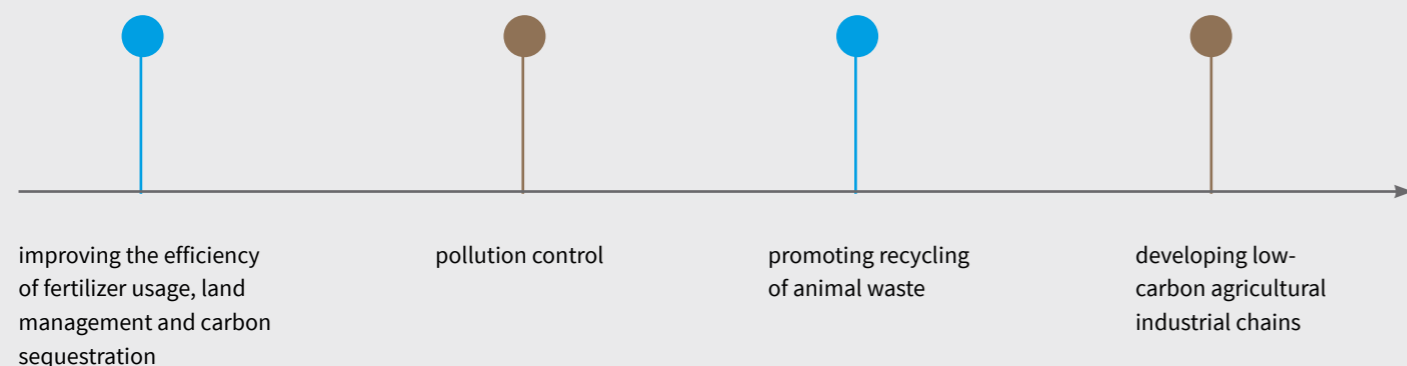 improving the efficiency
of fertilizer usage, land
management and carbon
sequestration
pollution control
promoting recycling
of animal waste
developing low-
carbon agricultural
industrial chains